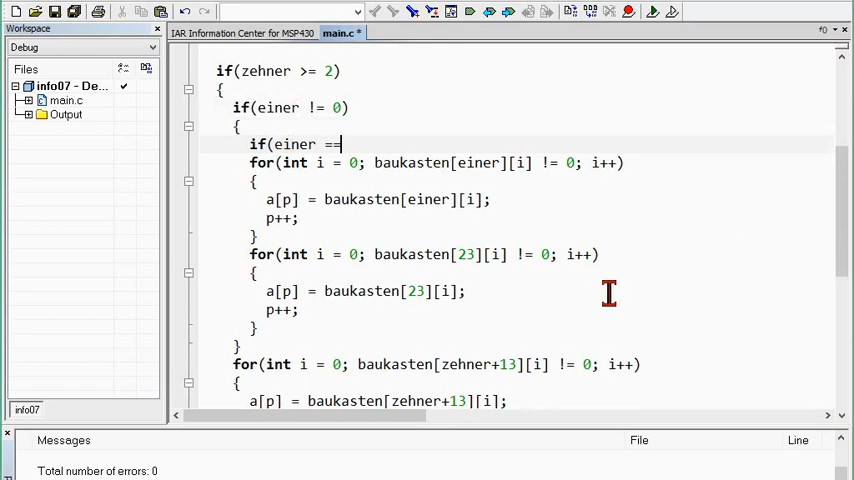 Workspace
IAR Information Center for MSP430 main.c * f()
Debug
Files
info07 - De...
main.c
Output
if(zehner >= 2)
{
if(einer != 0)
{
if(einer ==
for(int i = 0; baukasten[einer][i] != 0; i++)
{
a[p] = baukasten[einer][i];
p++;
}
for(int i = 0; baukasten[23][i] != 0; i++)
{
a[p] = baukasten[23][i];
p++;
}
}
for(int i = 0; baukasten[zehner+13][i] != 0; i++)
{
a[p] = baukasten[zehner+13][i];
info07
Messages File Line
Total number of errors: 0